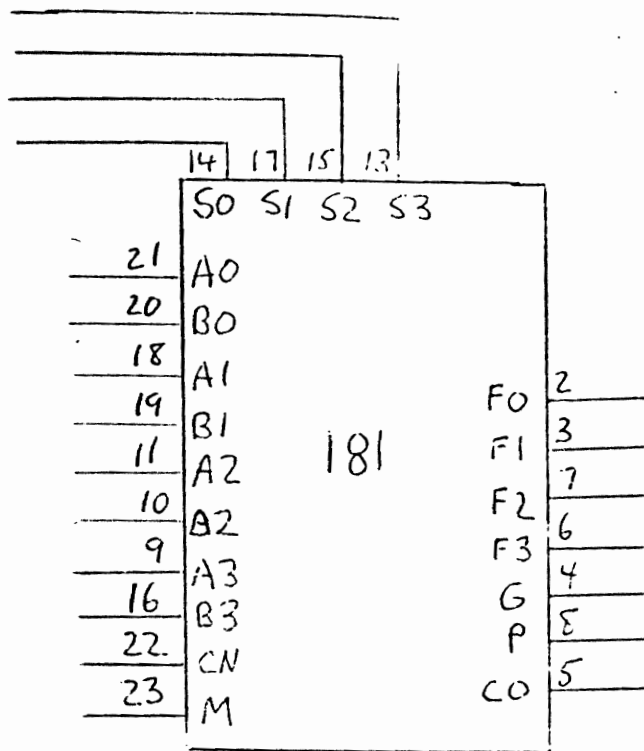 14 17 15 13
S0 S1 S2 S3
21 A0
20 B0
18 A1
19 B1
11 A2
10 B2
9 A3
16 B3
22 CN
23 M
181
F0 2
F1 3
F2 7
F3 6
G 4
P 8
CO 5